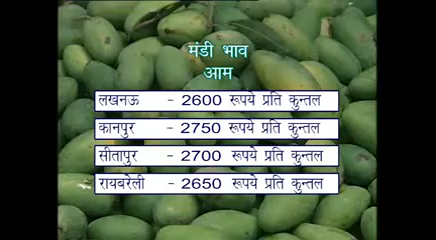 मंडी भाव
आम
लखनऊ - 2600 रूपये प्रति कुन्तल
कानपुर - 2750 रूपये प्रति कुन्तल
सीतापुर - 2700 रूपये प्रति कुन्तल
रायबरेली - 2650 रूपये प्रति कुन्तल